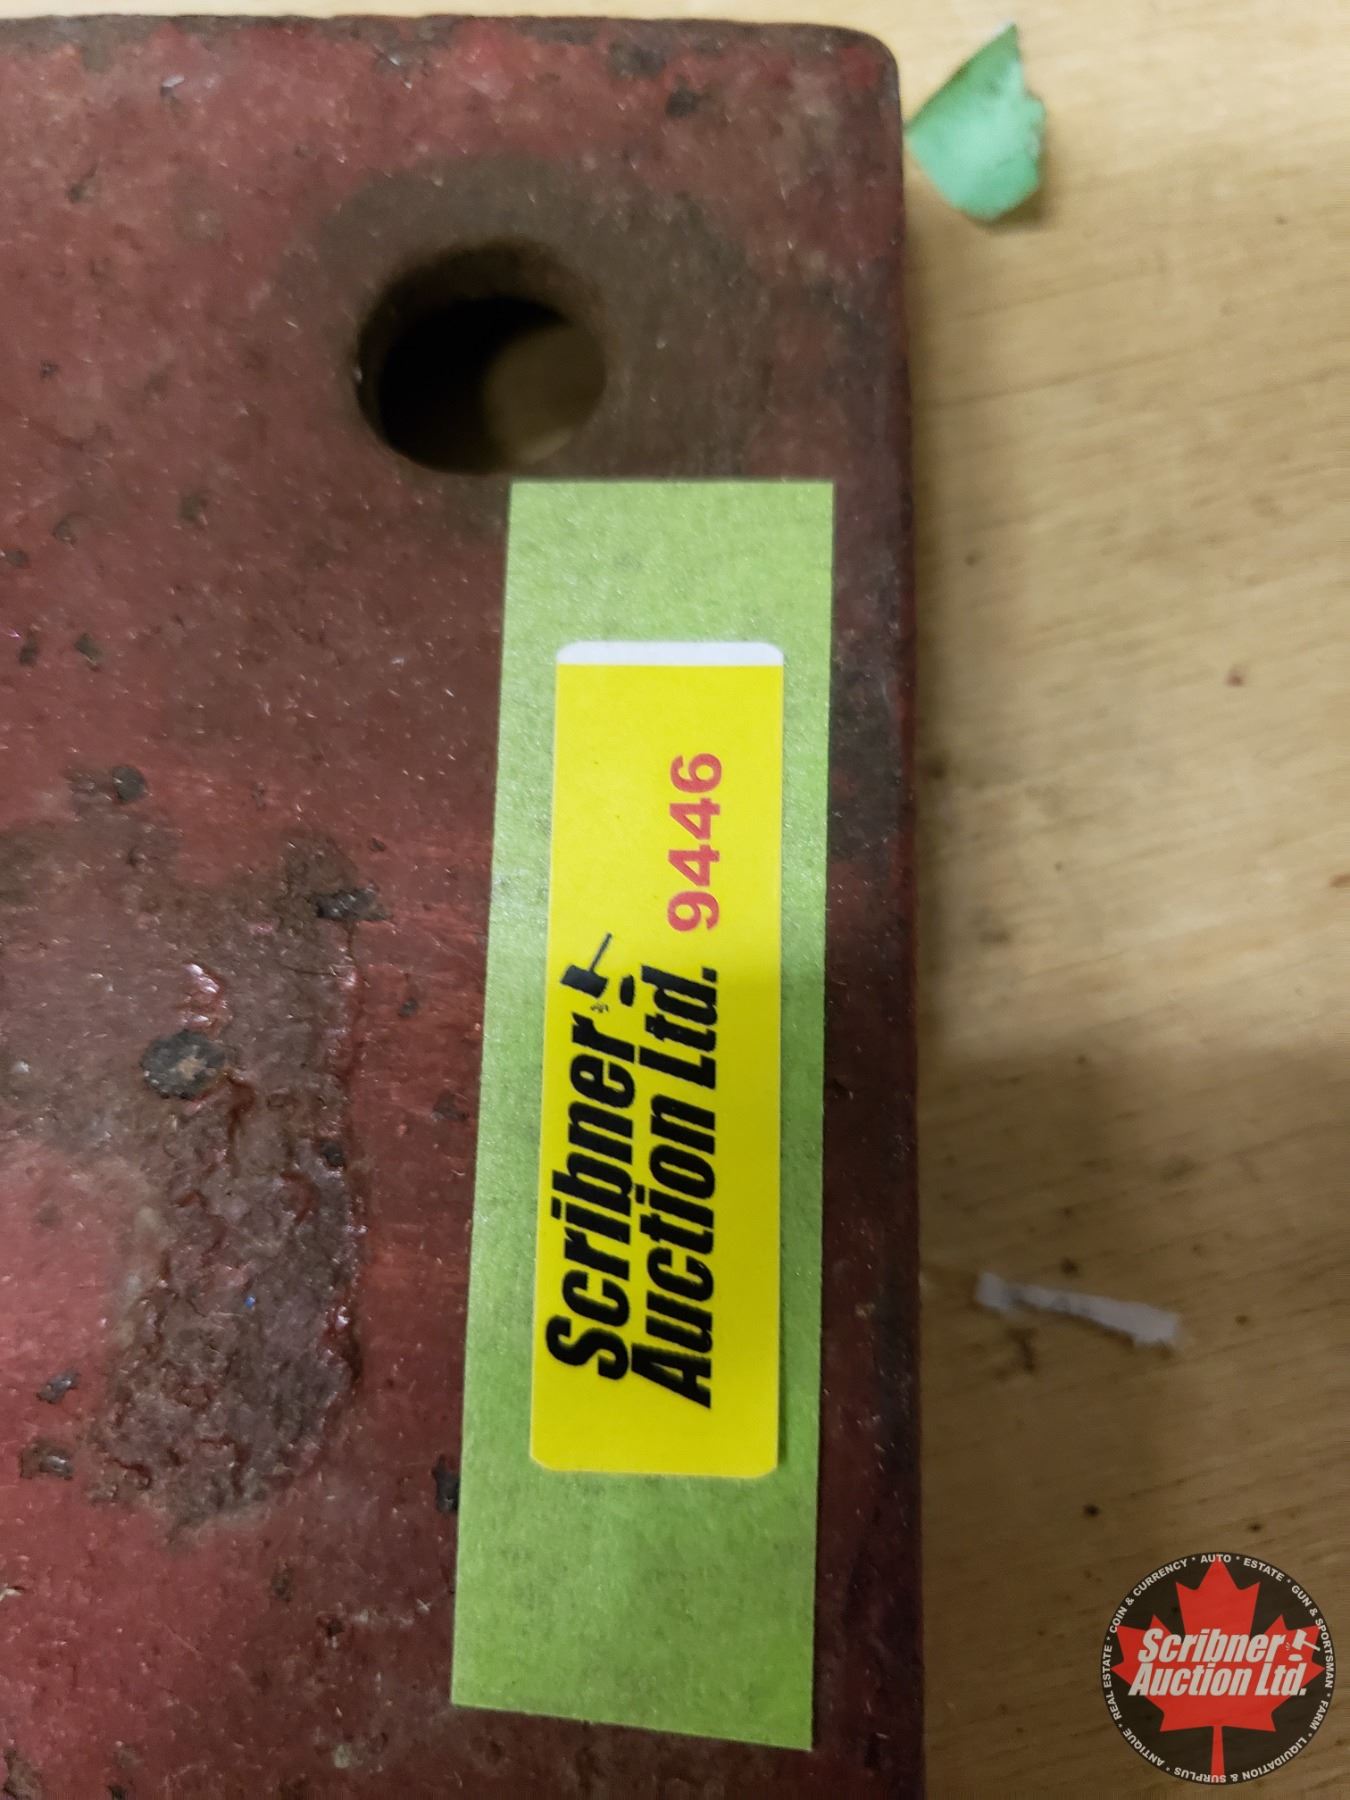 Scribner
Auction Ltd. 9446
Scribner
Auction Ltd.
ANTIQUE * REAL ESTATE * COIN & CURRENCY * AUTO * ESTATE * GUN & SPORTSMAN * FARM * LIQUIDATION & SURPLUS *